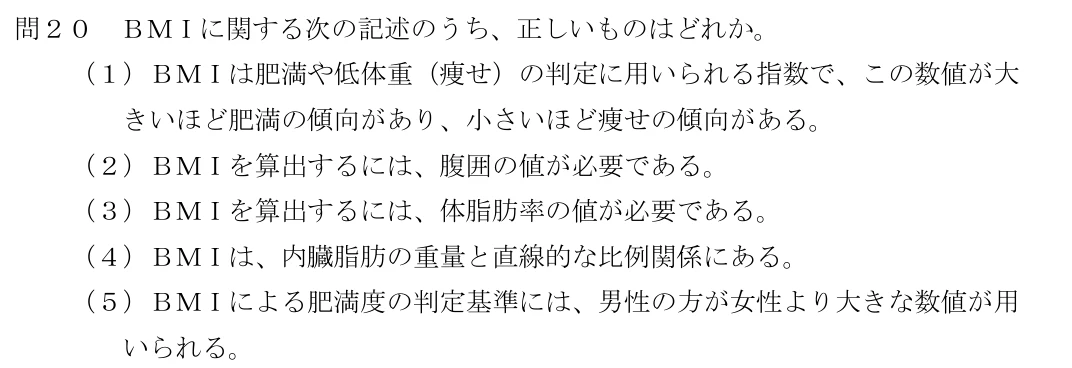 問２０　ＢＭＩに関する次の記述のうち、正しいものはどれか。
（１）ＢＭＩは肥満や低体重（痩せ）の判定に用いられる指数で、この数値が大
きいほど肥満の傾向があり、小さいほど痩せの傾向がある。
（２）ＢＭＩを算出するには、腹囲の値が必要である。
（３）ＢＭＩを算出するには、体脂肪率の値が必要である。
（４）ＢＭＩは、内臓脂肪の重量と直線的な比例関係にある。
（５）ＢＭＩによる肥満度の判定基準には、男性の方が女性より大きな数値が用
いられる。